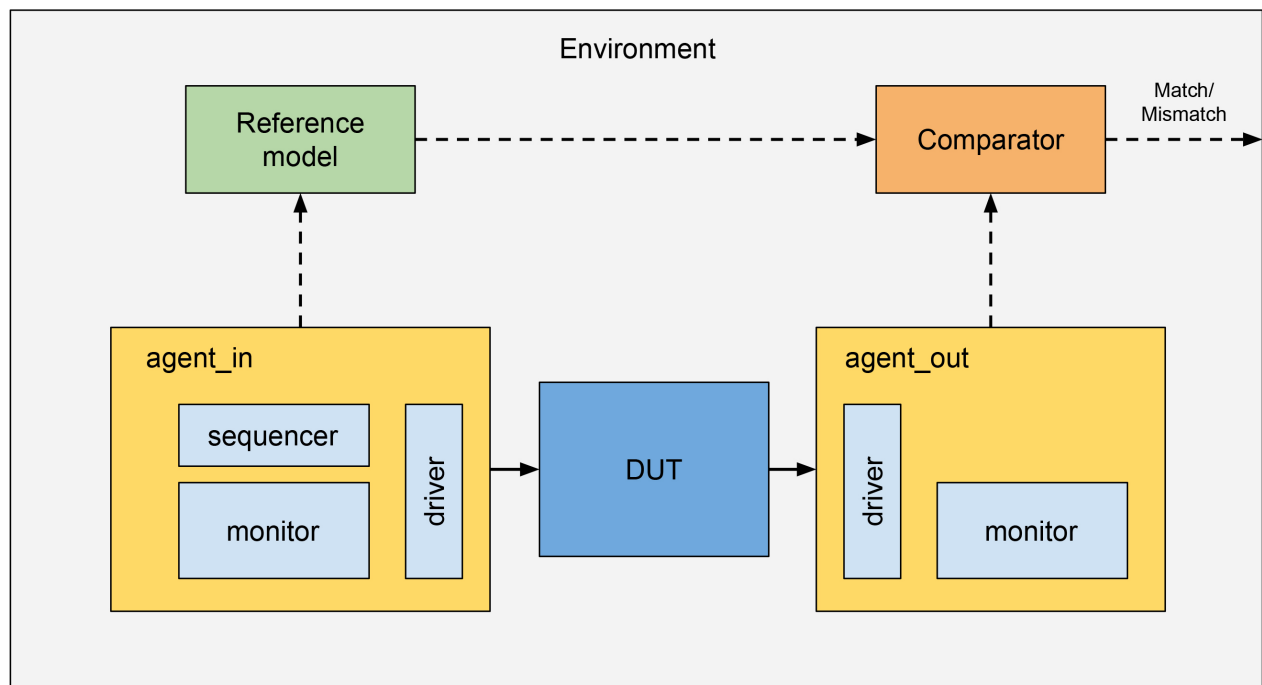 Environment
Reference
model
Comparator
Match/
Mismatch
agent_in
sequencer
monitor
driver
DUT
agent_out
driver
monitor